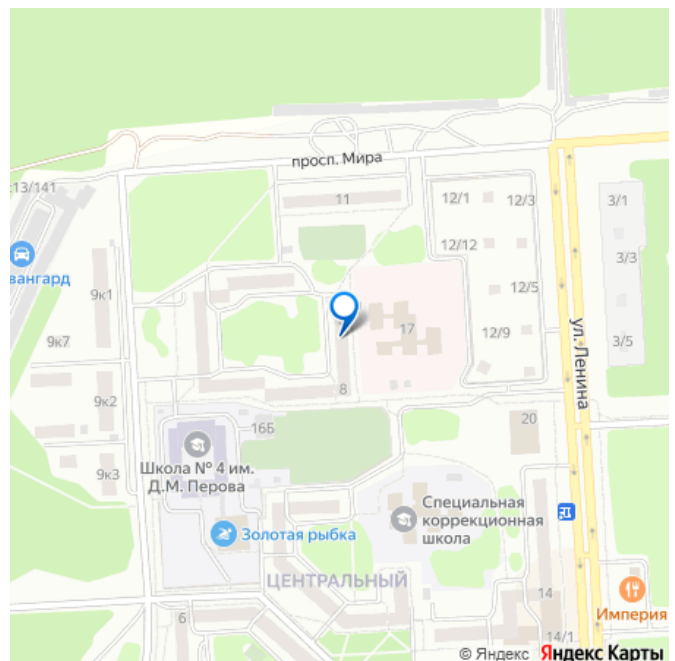 просп. Мира
с13/141
11
12/1
12/3
3/1
12/12
3/3
вангард
9к1
12/5
17
12/9
9к7
3/5
ул. Ленина
8
9к2
16Б
20
Школа № 4 им.
Д.М. Перова
9к3
Специальная
коррекционная
школа
Золотая рыбка
ЦЕНТРАЛЬНЫЙ
14
6
Империя
14/1
© Яндекс Яндекс Карты